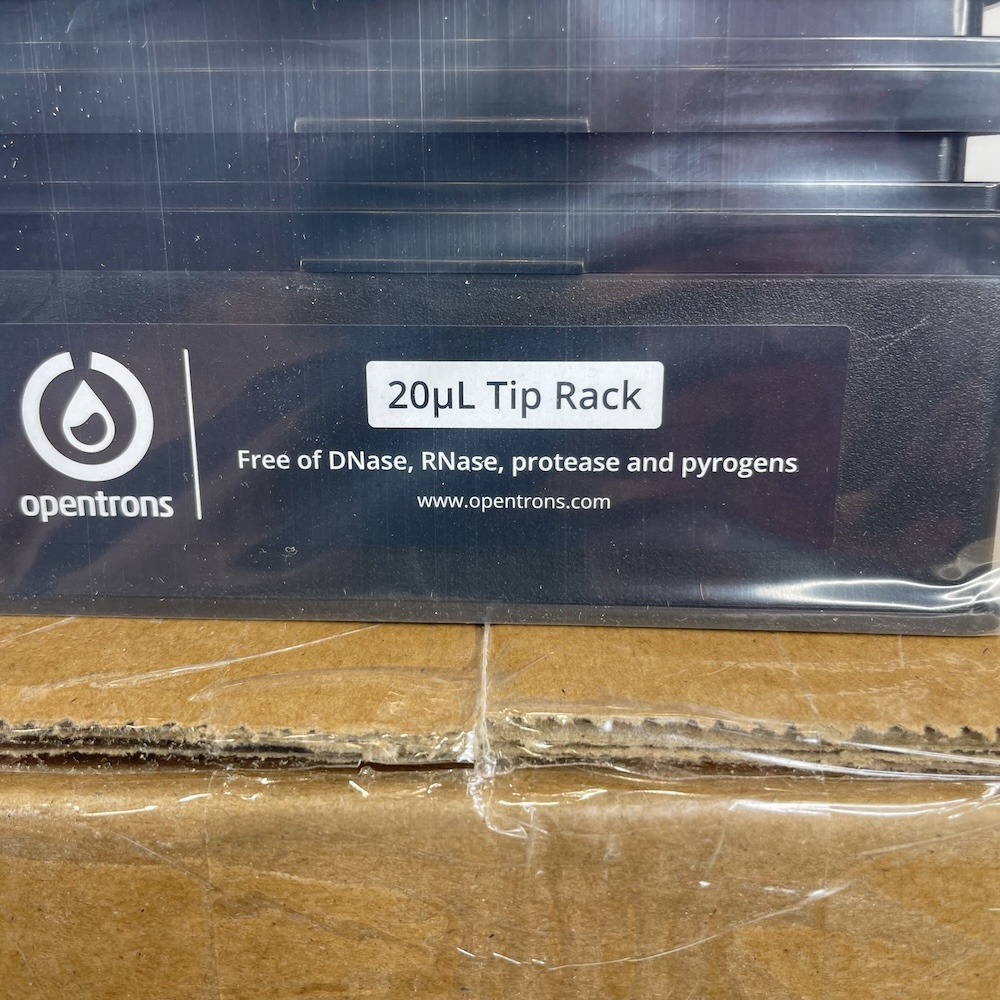 opentrons
20µL Tip Rack
Free of DNase, RNase, protease and pyrogens
www.opentrons.com